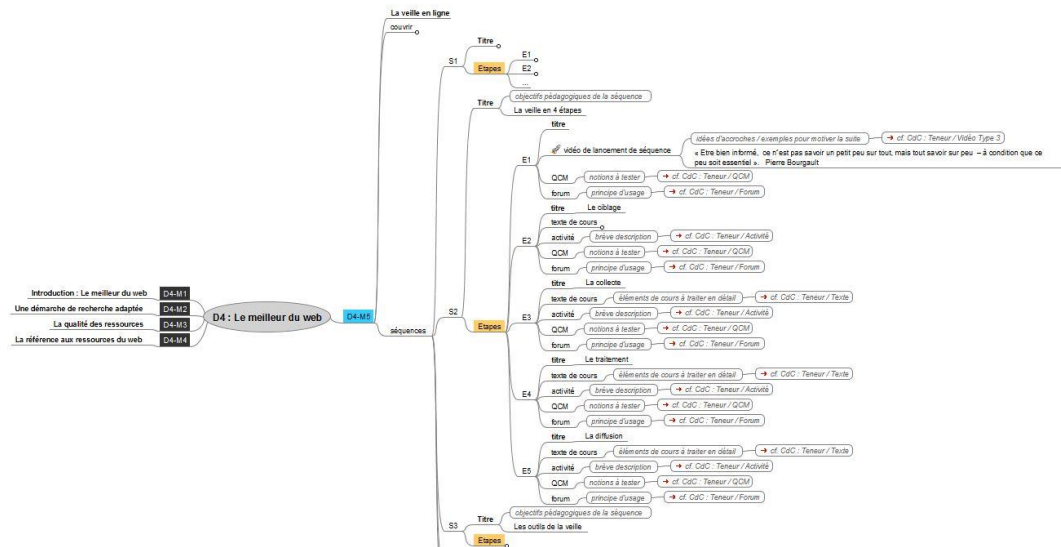 La veille en ligne
couvrir
Titre
S1
E1
Etapes
E2
...
objectifs pédagogiques de la séquence
Titre
La veille en 4 étapes
titre
idées d'accroches / exemples pour motiver la suite
cf. CdC : Teneur / Vidéo Type 3
vidéo de lancement de séquence
« Etre bien informé, ce n'est pas savoir un petit peu sur tout, mais tout savoir sur peu – à condition que ce
peu soit essentiel ». Pierre Bourgault
E1
QCM notions à tester cf. CdC : Teneur / QCM
forum principe d'usage cf. CdC : Teneur / Forum
titre Le ciblage
texte de cours
E2
activité brève description cf. CdC : Teneur / Activité
QCM notions à tester cf. CdC : Teneur / QCM
forum principe d'usage cf. CdC : Teneur / Forum
titre La collecte
texte de cours éléments de cours à traiter en détail cf. CdC : Teneur / Texte
E3
activité brève description cf. CdC : Teneur / Activité
QCM notions à tester cf. CdC : Teneur / QCM
forum principe d'usage cf. CdC : Teneur / Forum
titre Le traitement
texte de cours éléments de cours à traiter en détail cf. CdC : Teneur / Texte
E4
activité brève description cf. CdC : Teneur / Activité
QCM notions à tester cf. CdC : Teneur / QCM
forum principe d'usage cf. CdC : Teneur / Forum
titre La diffusion
texte de cours éléments de cours à traiter en détail cf. CdC : Teneur / Texte
E5
activité brève description cf. CdC : Teneur / Activité
QCM notions à tester cf. CdC : Teneur / QCM
forum principe d'usage cf. CdC : Teneur / Forum
S2
Etapes
séquences
Introduction : Le meilleur du web D4-M1
Une démarche de recherche adaptée D4-M2
La qualité des ressources D4-M3
La référence aux ressources du web D4-M4
D4 : Le meilleur du web
D4-M5
objectifs pédagogiques de la séquence
Titre
Les outils de la veille
S3
Etapes